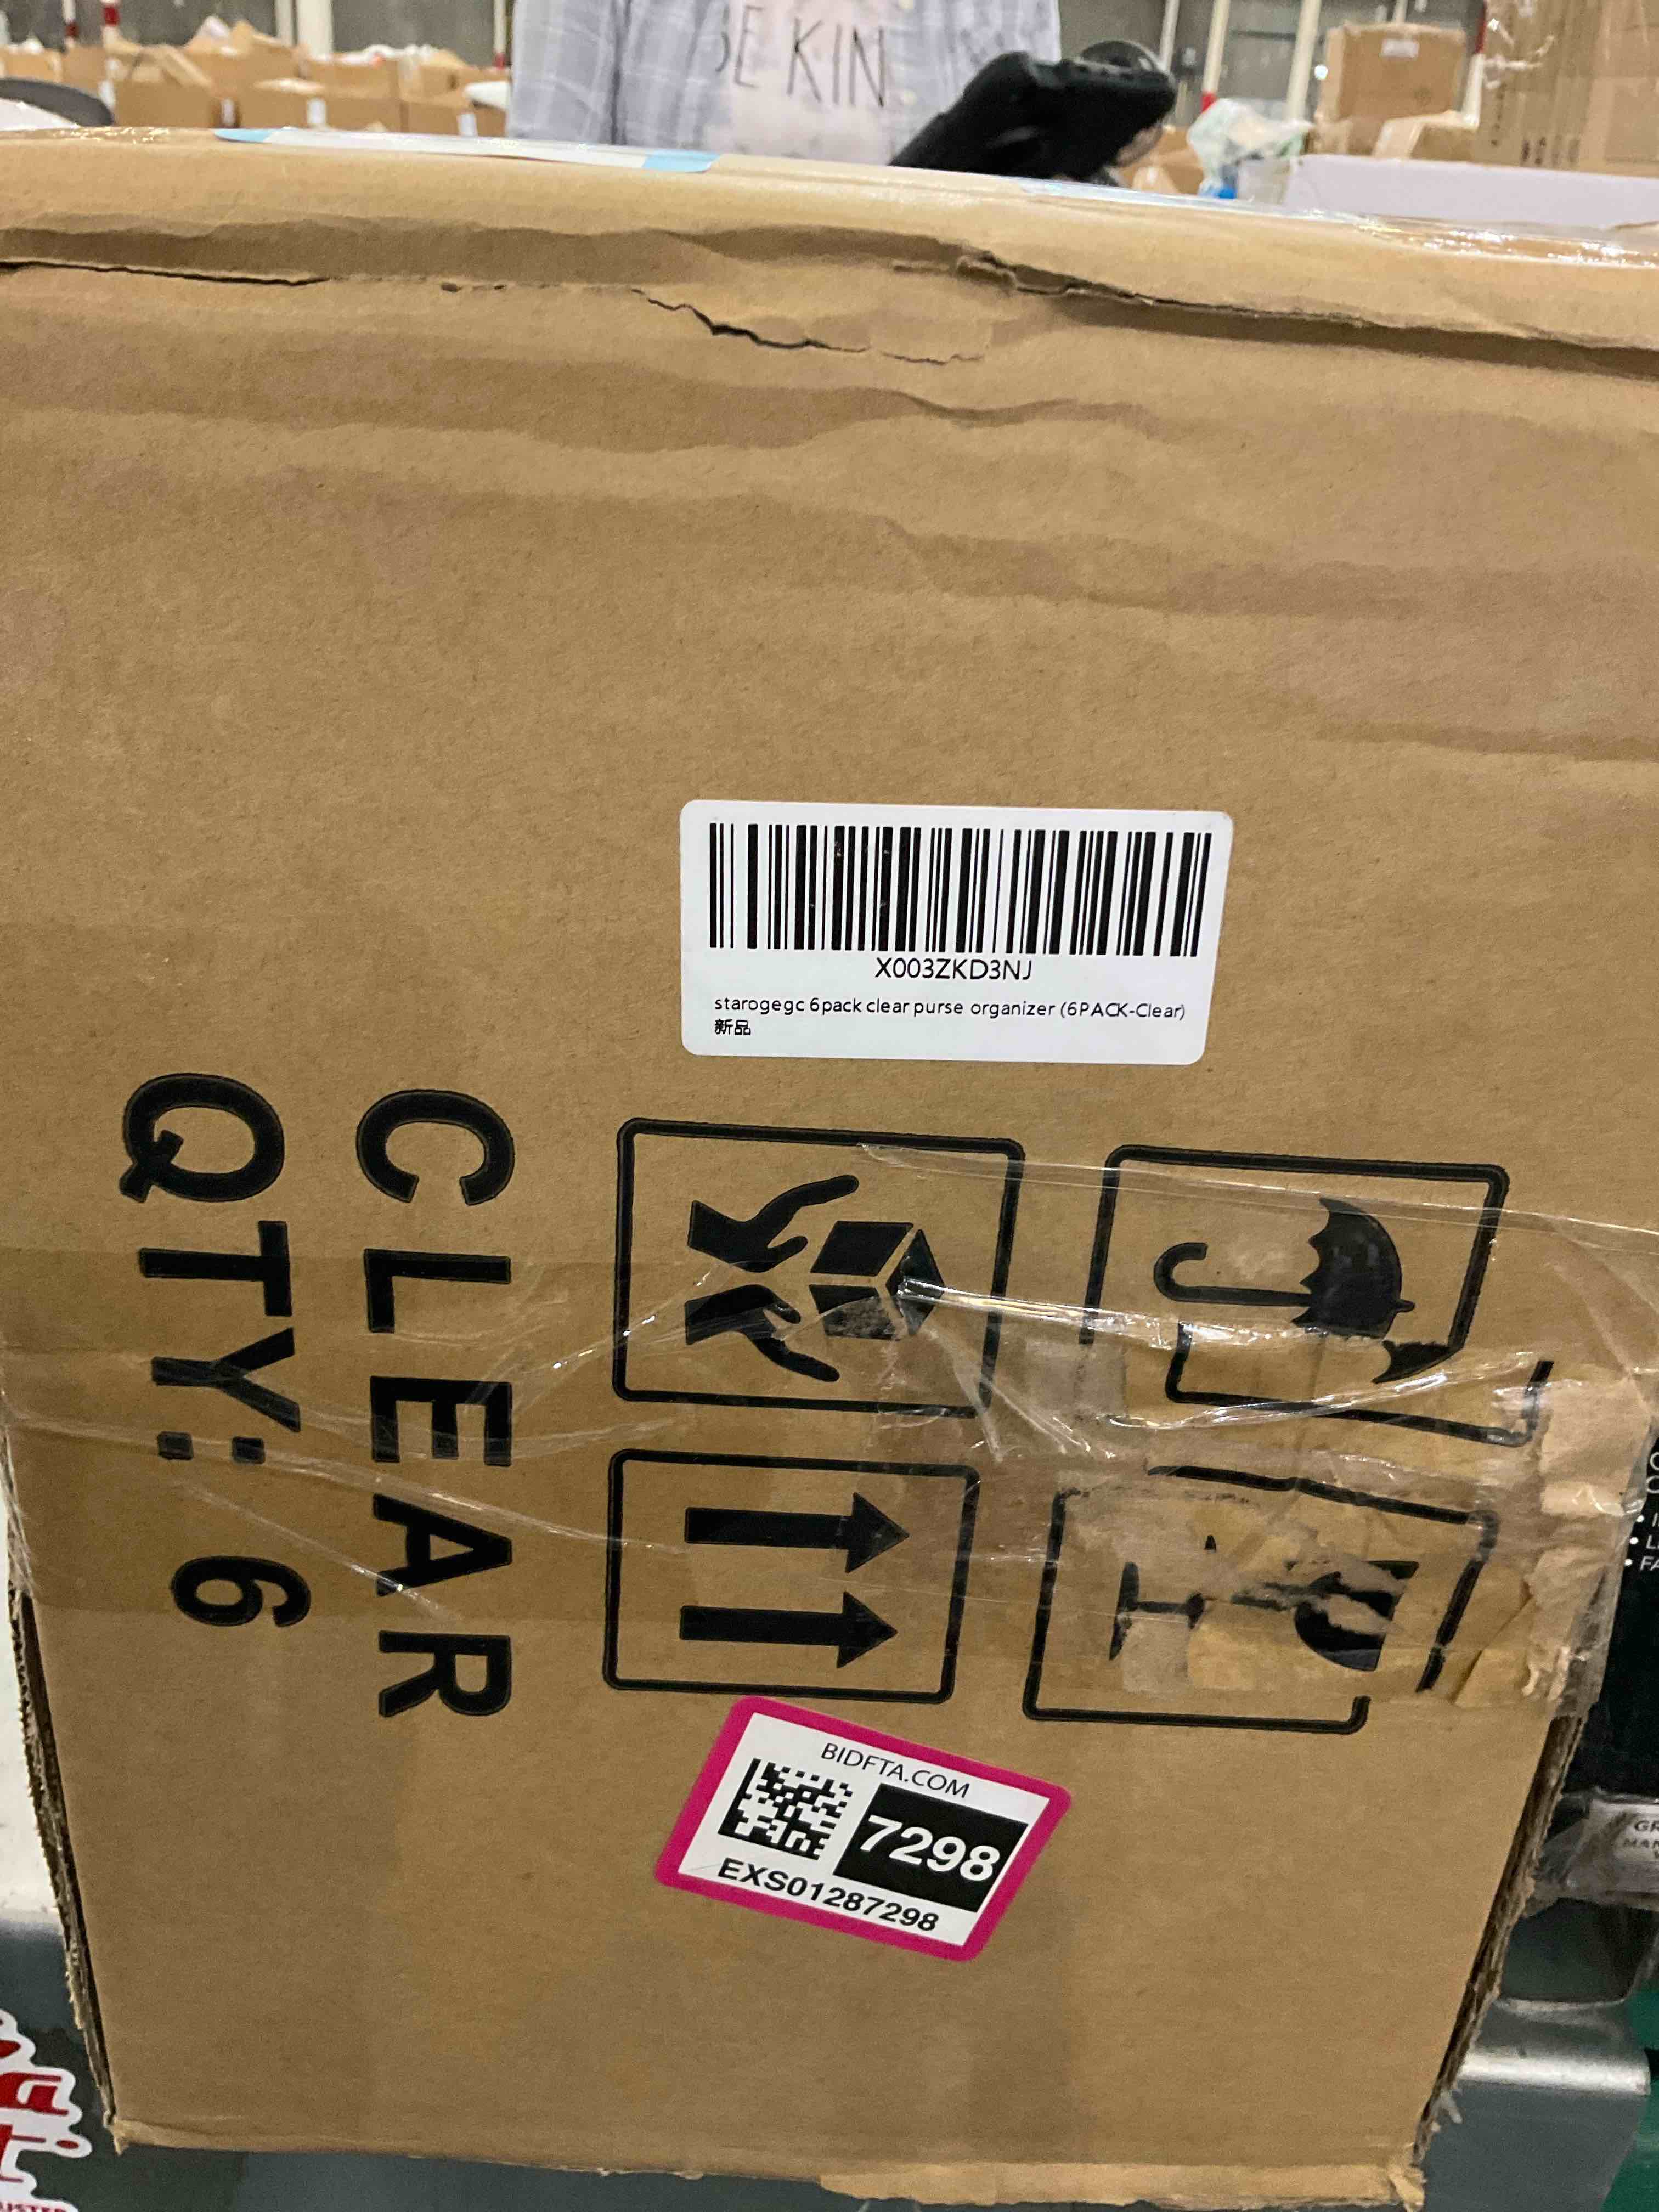 BE KIN
X003ZKD3NJ
starogegc 6pack clear purse organizer (6PACK-Clear)
新品
CLEAR
QTY: 6
BIDFTA.COM
7298
EXS01287298